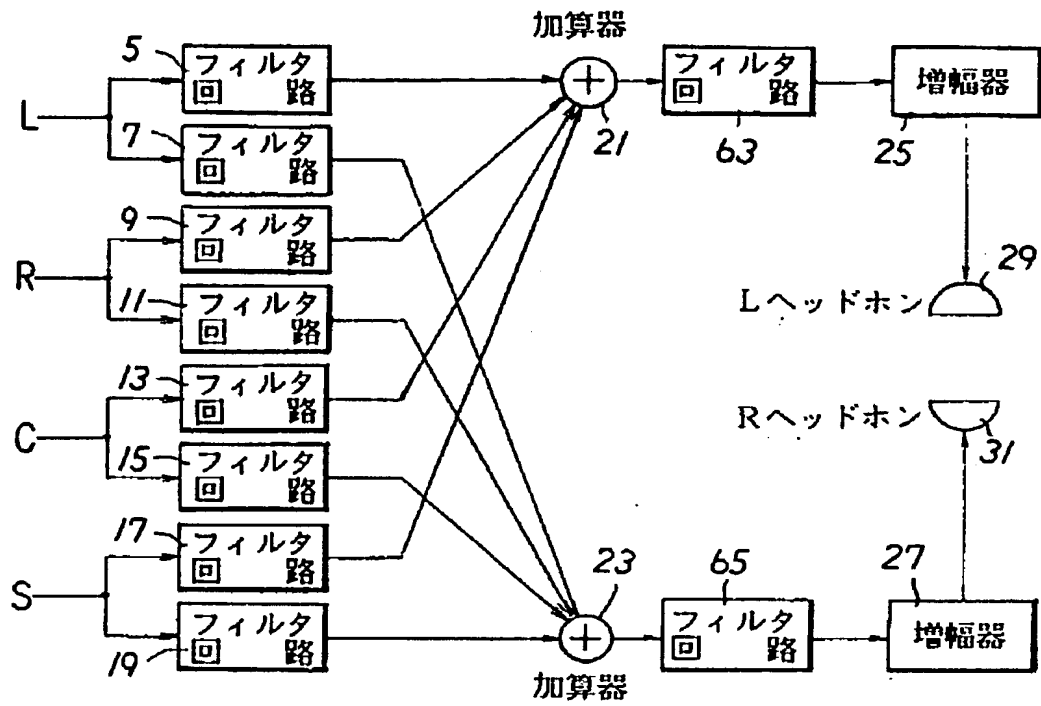 加算器
5
フィルタ
回路
21
フィルタ
回路
63
増幅器
25
L
7
フィルタ
回路
9
フィルタ
回路
R
11
フィルタ
回路
29
Lヘッドホン
13
フィルタ
回路
Rヘッドホン
31
C
15
フィルタ
回路
17
フィルタ
回路
S
19
フィルタ
回路
23
加算器
65
フィルタ
回路
27
増幅器